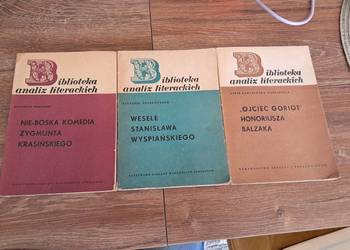 Biblioteka
analiz literackich
NIE-BOSKA KOMEDIA
ZYGMUNTA
KRASIŃSKIEGO
Biblioteka
analiz literackich
WESELE
STANISŁAWA
WYSPIAŃSKIEGO
Biblioteka
analiz literackich
„OJCIEC GORIOT"
HONORIUSZA
BALZAKA